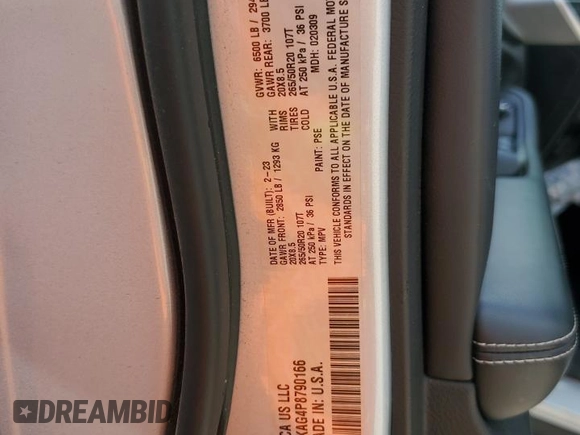 CA US LLC
XAG4P8790166
MADE IN: U.S.A.
DATE OF MFR (BUILT): 2-23
GAWR FRONT: 2850 LB / 1293 KG WITH
20X8.5 RIMS
265/50R20 107T TIRES
AT 250 kPa / 36 PSI COLD
TYPE: MPV PAINT: PSE
GVWR: 6500 LB / 294
GAWR REAR: 3700 LB
20X8.5
265/50R20 107T
AT 250 kPa / 36 PSI
MDH: 020309
THIS VEHICLE CONFORMS TO ALL APPLICABLE U.S.A. FEDERAL MO
STANDARDS IN EFFECT ON THE DATE OF MANUFACTURE S
DREAMBID